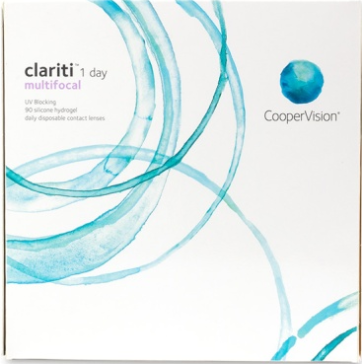 clariti™ 1 day
multifocal
UV Blocking
90 silicone hydrogel
daily disposable contact lenses
CooperVision®